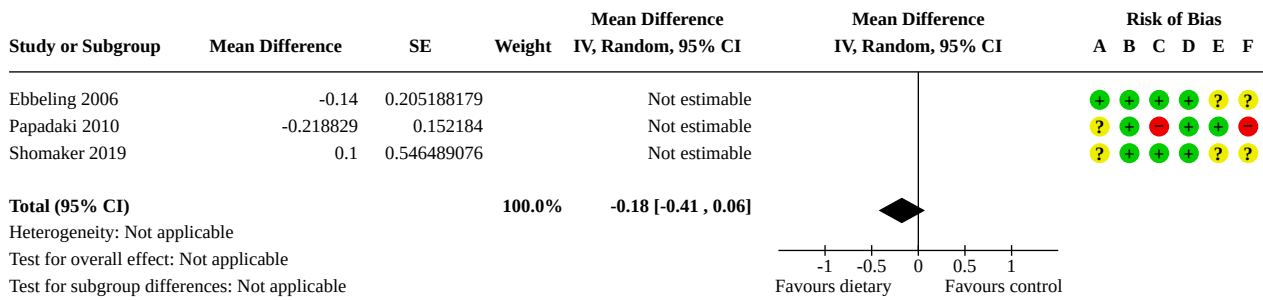 Mean Difference Mean Difference Risk of Bias
Study or Subgroup Mean Difference SE Weight IV, Random, 95% CI IV, Random, 95% CI A B C D E F
Ebbeling 2006 -0.14 0.205188179 Not estimable + + + + ? ?
Papadaki 2010 -0.218829 0.152184 Not estimable ? + − + + −
Shomaker 2019 0.1 0.546489076 Not estimable ? + + + ? ?
Total (95% CI) 100.0% -0.18 [-0.41 , 0.06]
Heterogeneity: Not applicable
Test for overall effect: Not applicable -1 -0.5 0 0.5 1
Test for subgroup differences: Not applicable Favours dietary Favours control